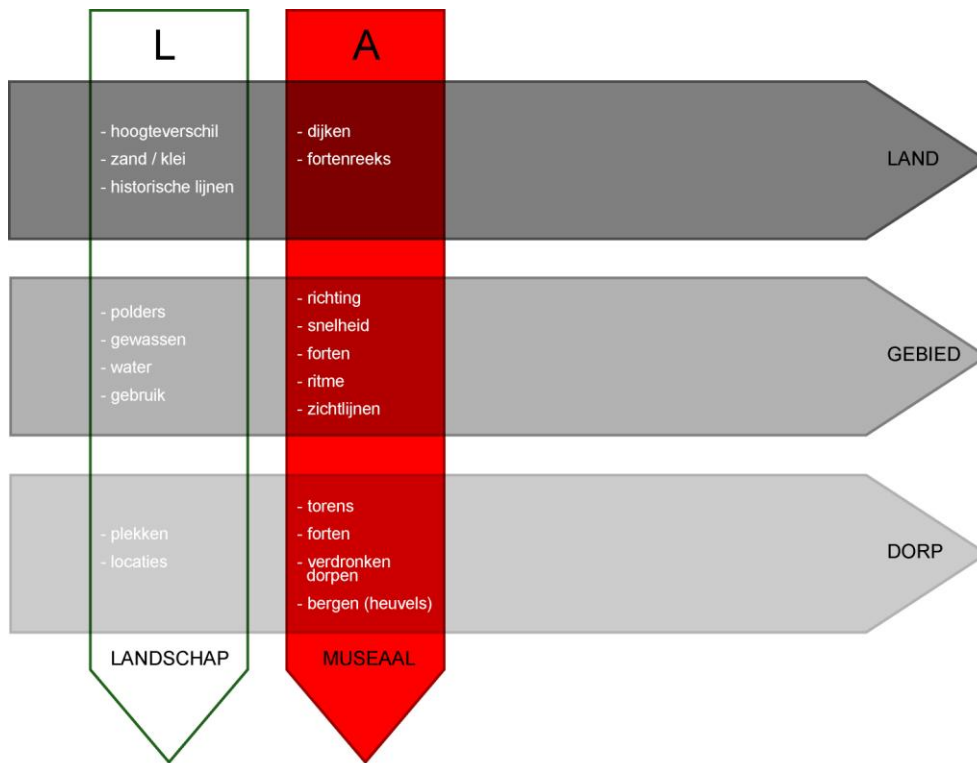 L
A
- hoogteverschil
- zand / klei
- historische lijnen
- dijken
- fortenreeks
LAND
- polders
- gewassen
- water
- gebruik
- richting
- snelheid
- forten
- ritme
- zichtlijnen
GEBIED
- plekken
- locaties
- torens
- forten
- verdronken
dorpen
- bergen (heuvels)
DORP
LANDSCHAP
MUSEAAL